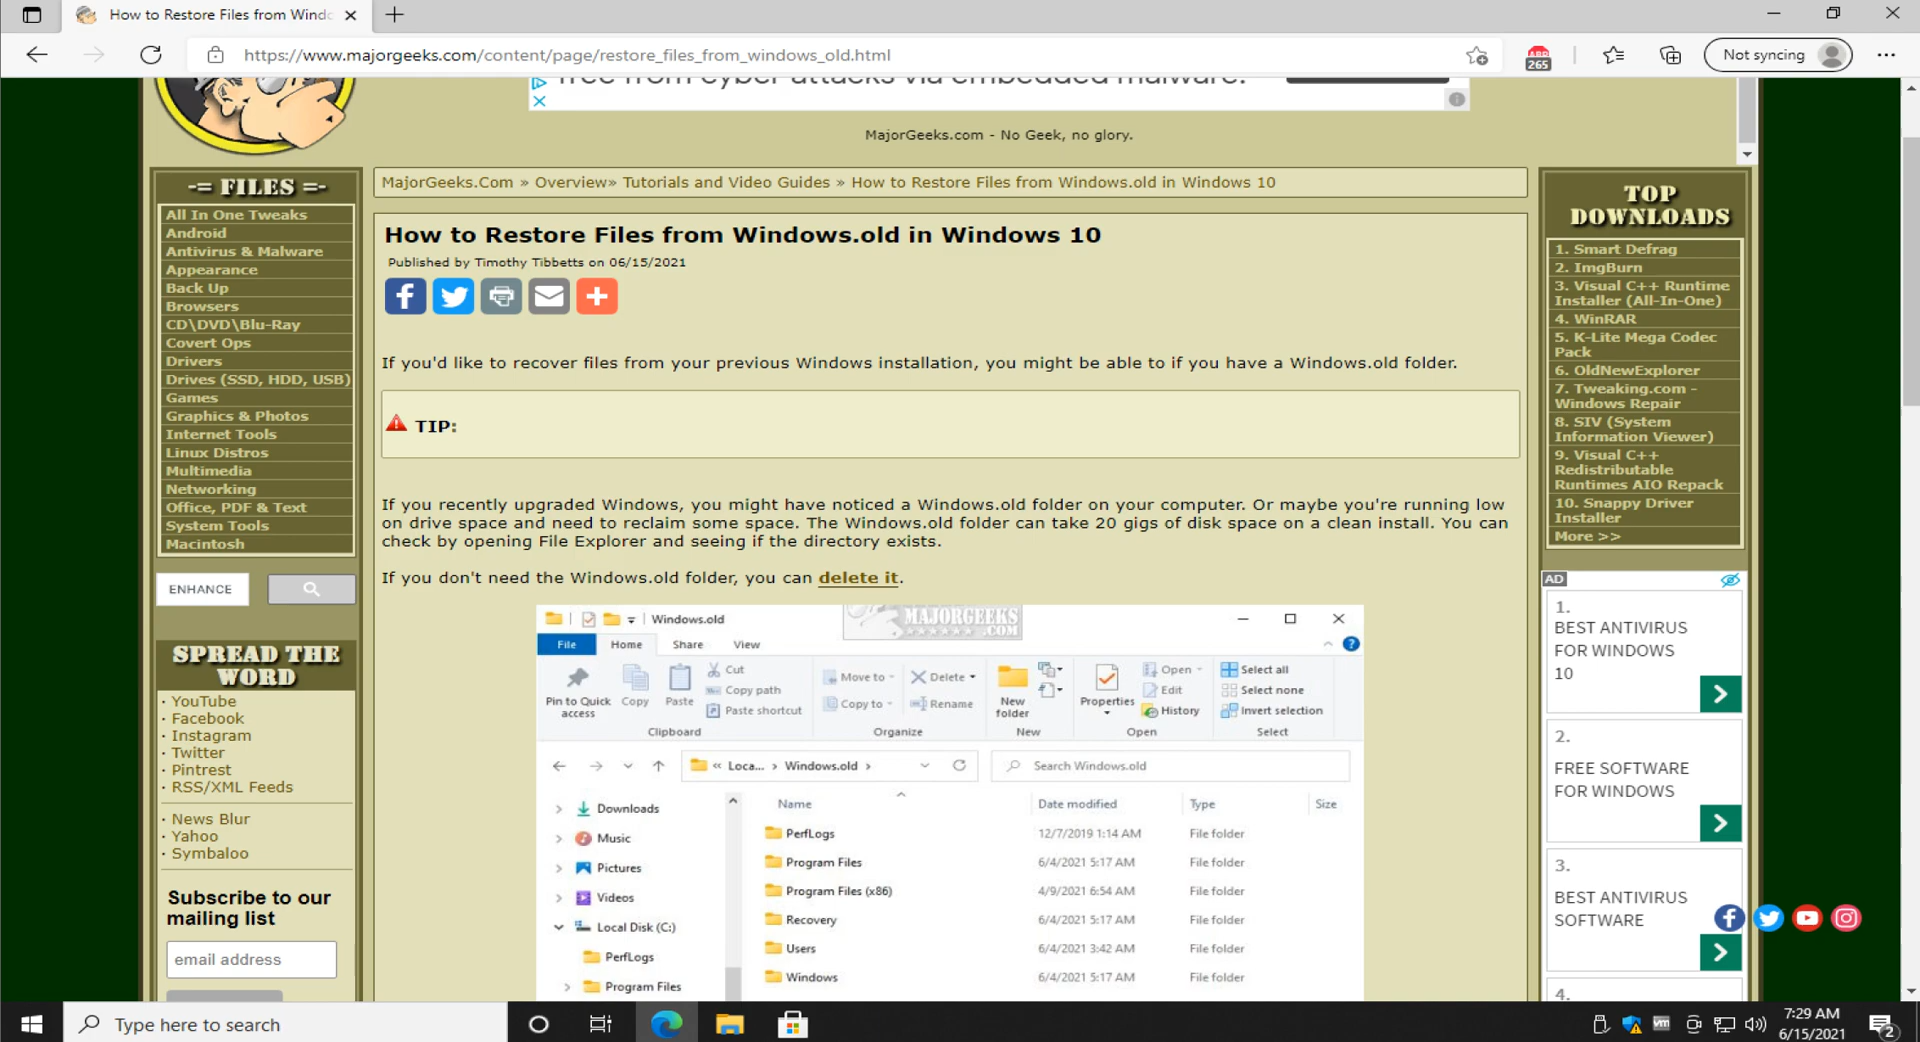 How to Restore Files from Windo
https://www.majorgeeks.com/content/page/restore_files_from_windows_old.html
ABP
265
Not syncing
free from cyber attacks via embedded malware.
MajorGeeks.com - No Geek, no glory.
-= FILES =-
All In One Tweaks
Android
Antivirus & Malware
Appearance
Back Up
Browsers
CD\DVD\Blu-Ray
Covert Ops
Drivers
Drives (SSD, HDD, USB)
Games
Graphics & Photos
Internet Tools
Linux Distros
Multimedia
Networking
Office, PDF & Text
System Tools
Macintosh
ENHANCE
SPREAD THE
WORD
· YouTube
· Facebook
· Instagram
· Twitter
· Pintrest
· RSS/XML Feeds
· News Blur
· Yahoo
· Symbaloo
Subscribe to our
mailing list
email address
MajorGeeks.Com » Overview» Tutorials and Video Guides » How to Restore Files from Windows.old in Windows 10
How to Restore Files from Windows.old in Windows 10
Published by Timothy Tibbetts on 06/15/2021
If you'd like to recover files from your previous Windows installation, you might be able to if you have a Windows.old folder.
TIP:
If you recently upgraded Windows, you might have noticed a Windows.old folder on your computer. Or maybe you're running low
on drive space and need to reclaim some space. The Windows.old folder can take 20 gigs of disk space on a clean install. You can
check by opening File Explorer and seeing if the directory exists.
If you don't need the Windows.old folder, you can delete it.
Windows.old
MAJORGEEKS
.COM
File Home Share View
Pin to Quick
access
Copy
Paste
Cut
Copy path
Paste shortcut
Clipboard
Move to
Copy to
Delete
Rename
Organize
New
folder
New
Properties
Open
Edit
History
Open
Select all
Select none
Invert selection
Select
« Loca... › Windows.old ›
Search Windows.old
Downloads
Music
Pictures
Videos
Local Disk (C:)
PerfLogs
Program Files
Name Date modified Type Size
PerfLogs 12/7/2019 1:14 AM File folder
Program Files 6/4/2021 5:17 AM File folder
Program Files (x86) 4/9/2021 6:54 AM File folder
Recovery 6/4/2021 5:17 AM File folder
Users 6/4/2021 3:42 AM File folder
Windows 6/4/2021 5:17 AM File folder
TOP
DOWNLOADS
1. Smart Defrag
2. ImgBurn
3. Visual C++ Runtime
Installer (All-In-One)
4. WinRAR
5. K-Lite Mega Codec
Pack
6. OldNewExplorer
7. Tweaking.com -
Windows Repair
8. SIV (System
Information Viewer)
9. Visual C++
Redistributable
Runtimes AIO Repack
10. Snappy Driver
Installer
More >>
AD
1.
BEST ANTIVIRUS
FOR WINDOWS
10
2.
FREE SOFTWARE
FOR WINDOWS
3.
BEST ANTIVIRUS
SOFTWARE
4.
Type here to search
vm
7:29 AM
6/15/2021
2